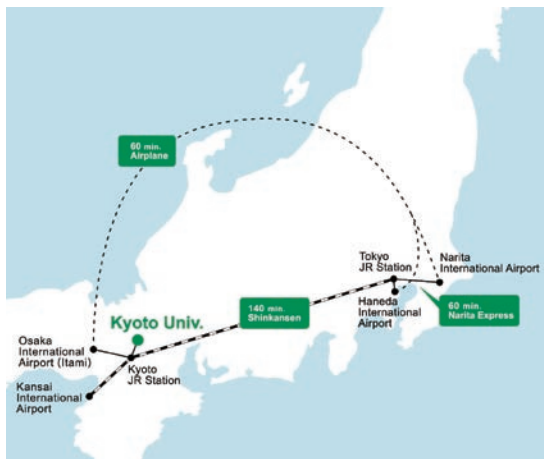 60 min.
Airplane
Tokyo
JR Station
Narita
International Airport
Haneda
International
Airport
60 min.
Narita Express
140 min.
Shinkansen
Kyoto Univ.
Osaka
International
Airport (Itami)
Kyoto
JR Station
Kansai
International
Airport